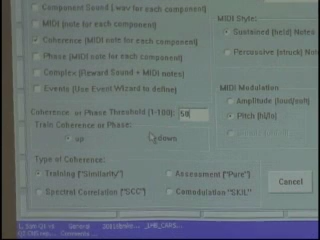 Component Sound (.wav for each component)
MIDI (note for each component)
Coherence (MIDI note for each component)
Phase (MIDI note for each component)
Complex (Reward Sound + MIDI notes)
Events (Use Event Wizard to define)
Coherence or Phase Threshold (1-100): 50
Train Coherence or Phase:
up
down
Type of Coherence:
Training ("Similarity")
Assessment ("Pure")
Spectral Correlation ("SCC")
Comodulation "SKIL"
MIDI Style:
Sustained (held) Notes
Percussive (struck) Not
MIDI Modulation
Amplitude (loud/soft)
Pitch (hi/lo)
Cancel
General